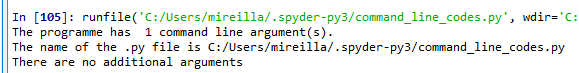 In [105]: runfile('C:/Users/mireilla/.spyder-py3/command_line_codes.py', wdir='C:
The programme has  1 command line argument(s).
The name of the .py file is C:/Users/mireilla/.spyder-py3/command_line_codes.py
There are no additional arguments